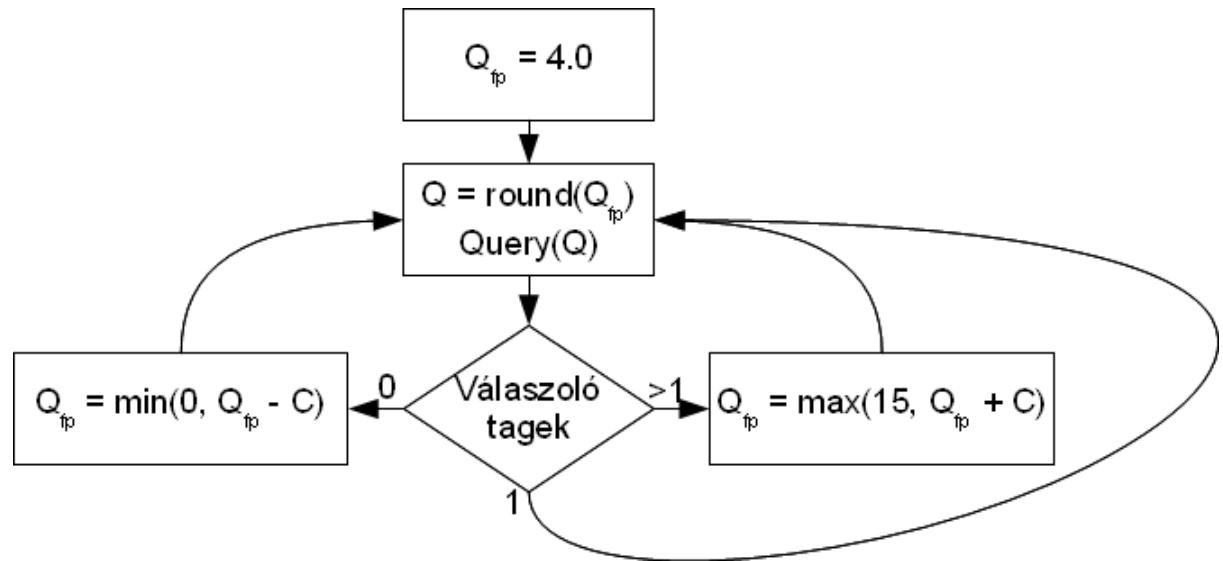 Q_fp = 4.0
Q = round(Q_fp)
Query(Q)
Q_fp = min(0, Q_fp - C)
0
Válaszoló
tagek
>1
Q_fp = max(15, Q_fp + C)
1